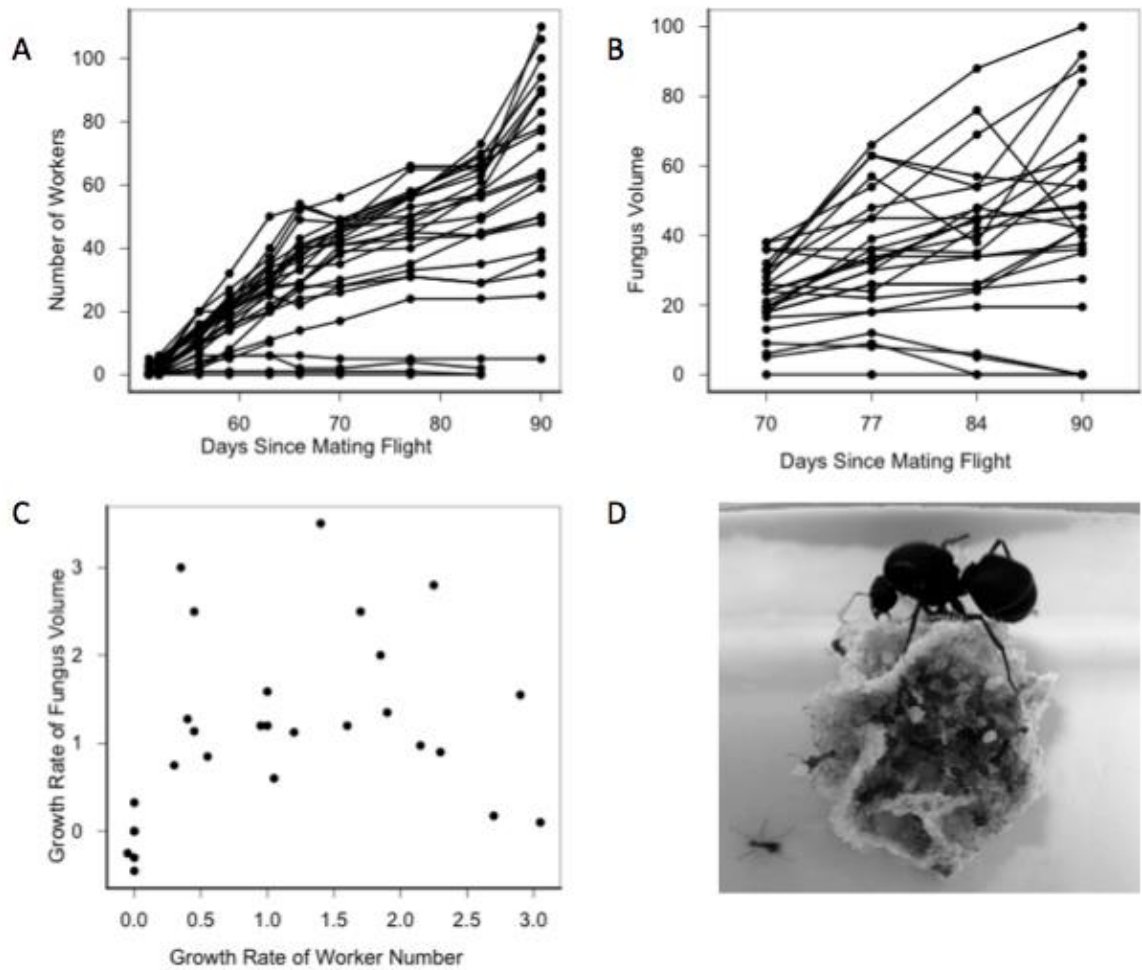 A
Number of Workers
100
80
60
40
20
0
60 70 80 90
Days Since Mating Flight
B
Fungus Volume
100
80
60
40
20
0
70 77 84 90
Days Since Mating Flight
C
Growth Rate of Fungus Volume
3
2
1
0
0.0 0.5 1.0 1.5 2.0 2.5 3.0
Growth Rate of Worker Number
D